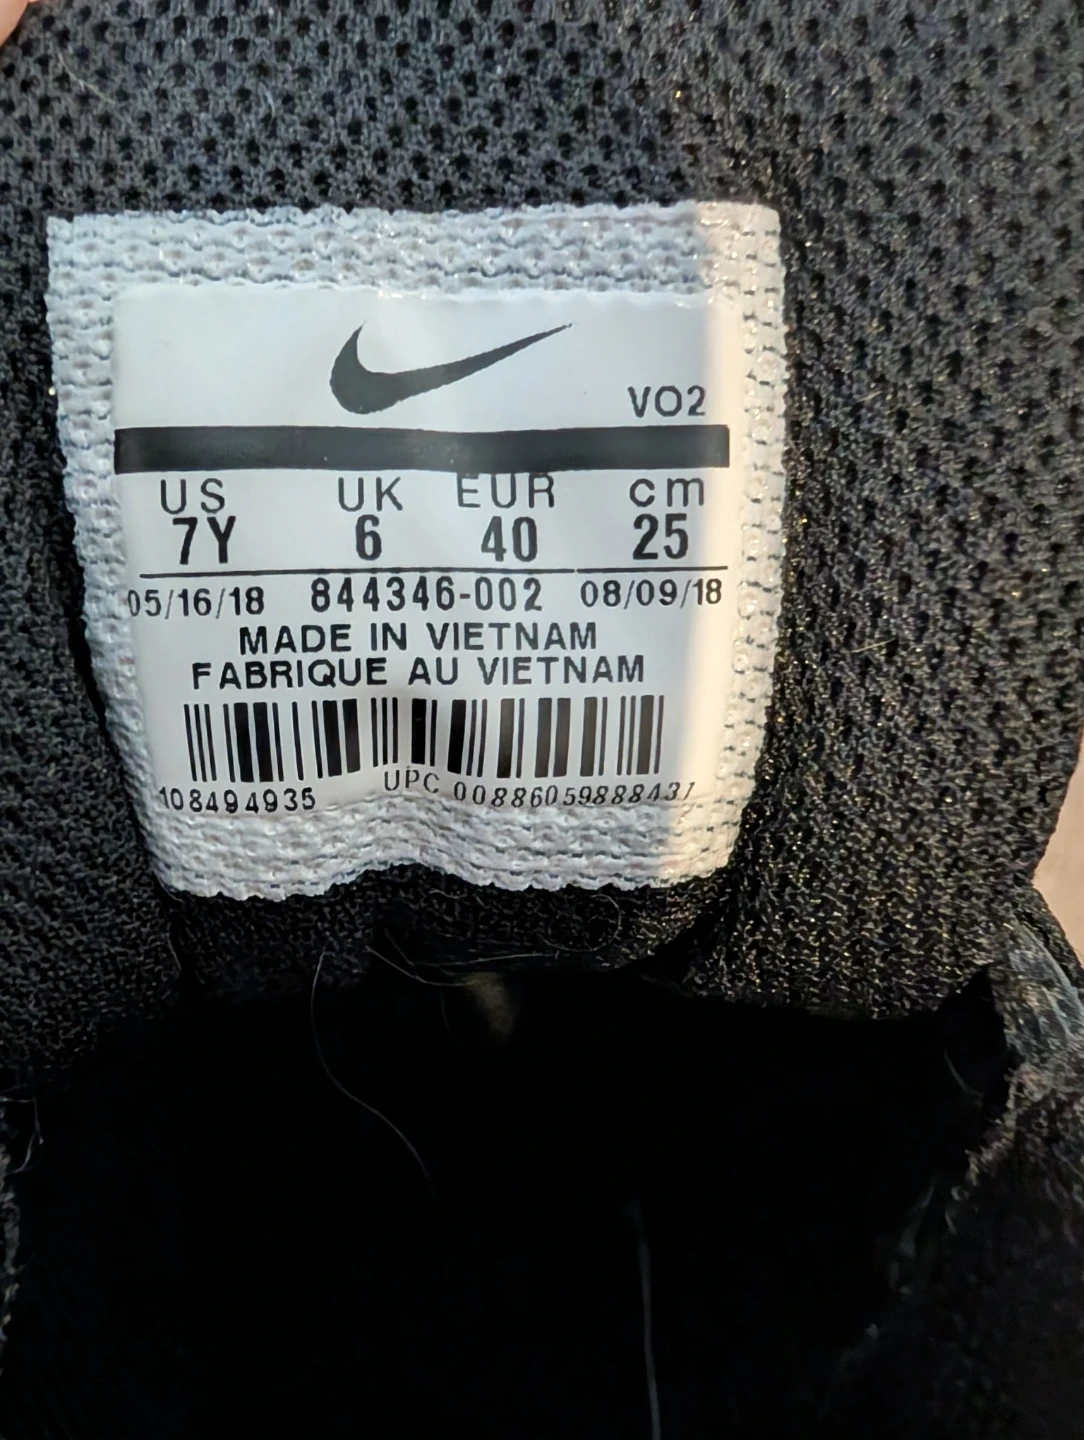 VO2
US UK EUR cm
7Y 6 40 25
05/16/18 844346-002 08/09/18
MADE IN VIETNAM
FABRIQUE AU VIETNAM
108494935 UPC 00886059888431